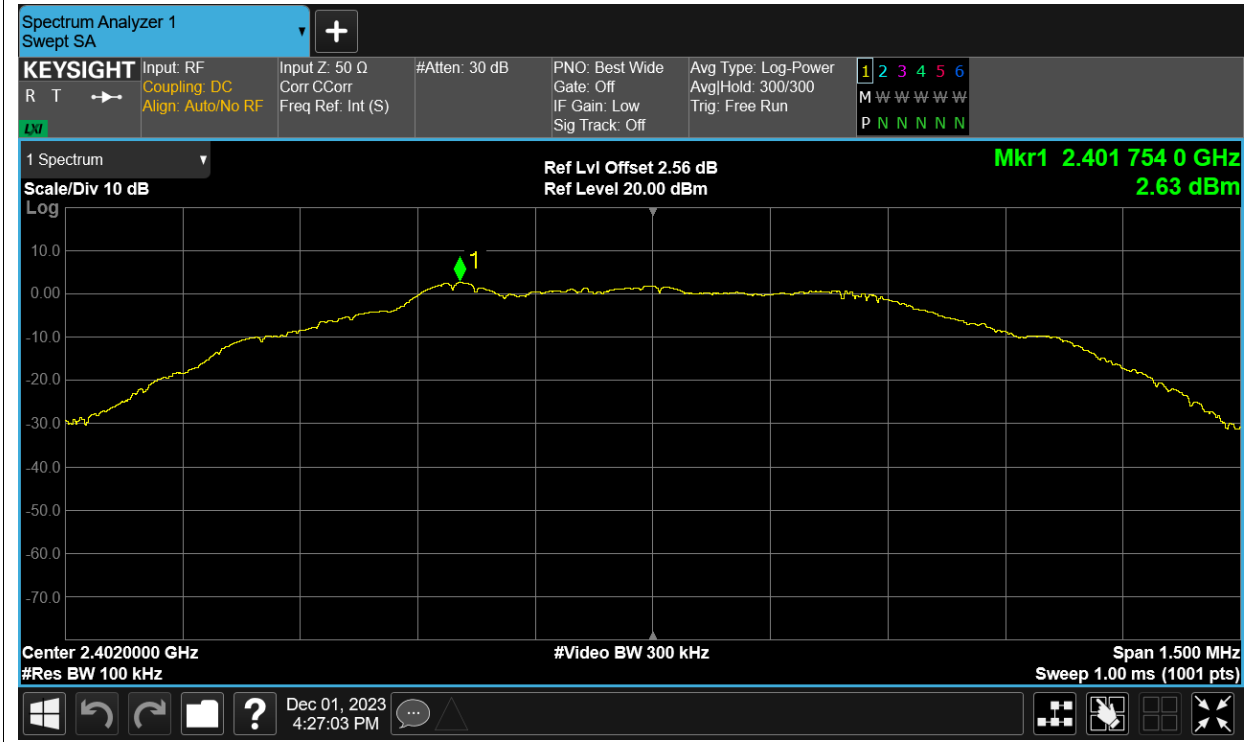 Spectrum Analyzer 1
Swept SA
KEYSIGHT
R T
LXI
Input: RF
Coupling: DC
Align: Auto/No RF
Input Z: 50 Ω
Corr CCorr
Freq Ref: Int (S)
#Atten: 30 dB
PNO: Best Wide
Gate: Off
IF Gain: Low
Sig Track: Off
Avg Type: Log-Power
Avg|Hold: 300/300
Trig: Free Run
1 2 3 4 5 6
M W W W W W
P N N N N N
1 Spectrum
Scale/Div 10 dB
Log
Ref Lvl Offset 2.56 dB
Ref Level 20.00 dBm
Mkr1 2.401 754 0 GHz
2.63 dBm
1
10.0
0.00
-10.0
-20.0
-30.0
-40.0
-50.0
-60.0
-70.0
Center 2.4020000 GHz
#Video BW 300 kHz
Span 1.500 MHz
#Res BW 100 kHz
Sweep 1.00 ms (1001 pts)
?
Dec 01, 2023
4:27:03 PM